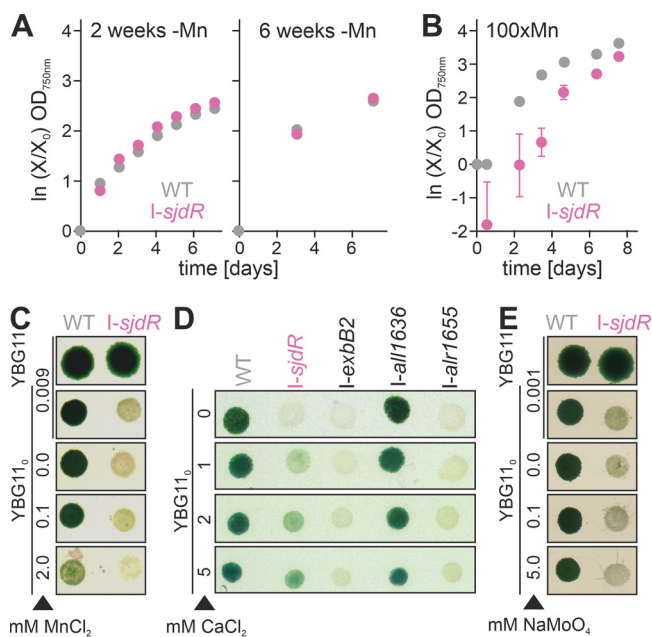 A 2 weeks -Mn 6 weeks -Mn
B 100xMn
ln (X/X0) OD750nm
4
3
2
1
0
WT
I-sjdR
0 2 4 6
0 2 4 6
time [days]
ln (X/X0) OD750nm
4
3
2
1
0
-1
-2
WT
I-sjdR
0 2 4 6 8
time [days]
C WT I-sjdR
YBG11
YBG110
0.009
0.0
0.1
2.0
mM MnCl2
D WT I-sjdR I-exbB2 I-all1636 I-alr1655
YBG110
0
1
2
5
mM CaCl2
E WT I-sjdR
YBG11
YBG110
0.001
0.0
0.1
5.0
mM NaMoO4